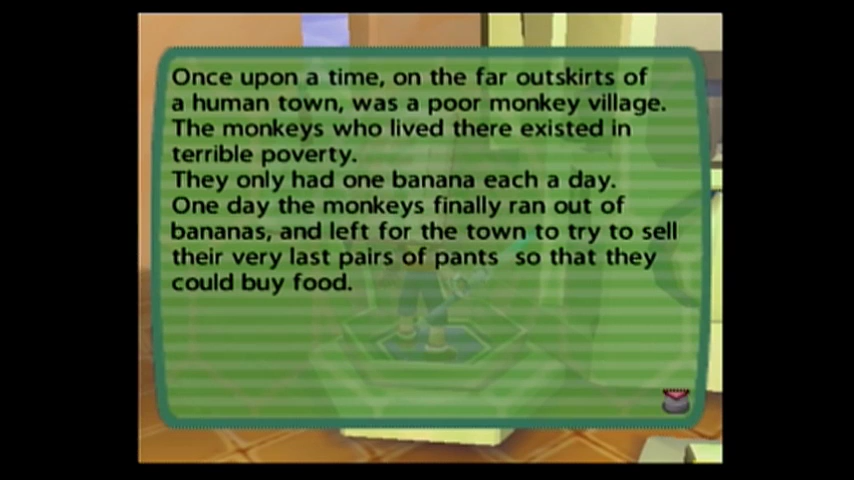 Once upon a time, on the far outskirts of
a human town, was a poor monkey village.
The monkeys who lived there existed in
terrible poverty.
They only had one banana each a day.
One day the monkeys finally ran out of
bananas, and left for the town to try to sell
their very last pairs of pants  so that they
could buy food.